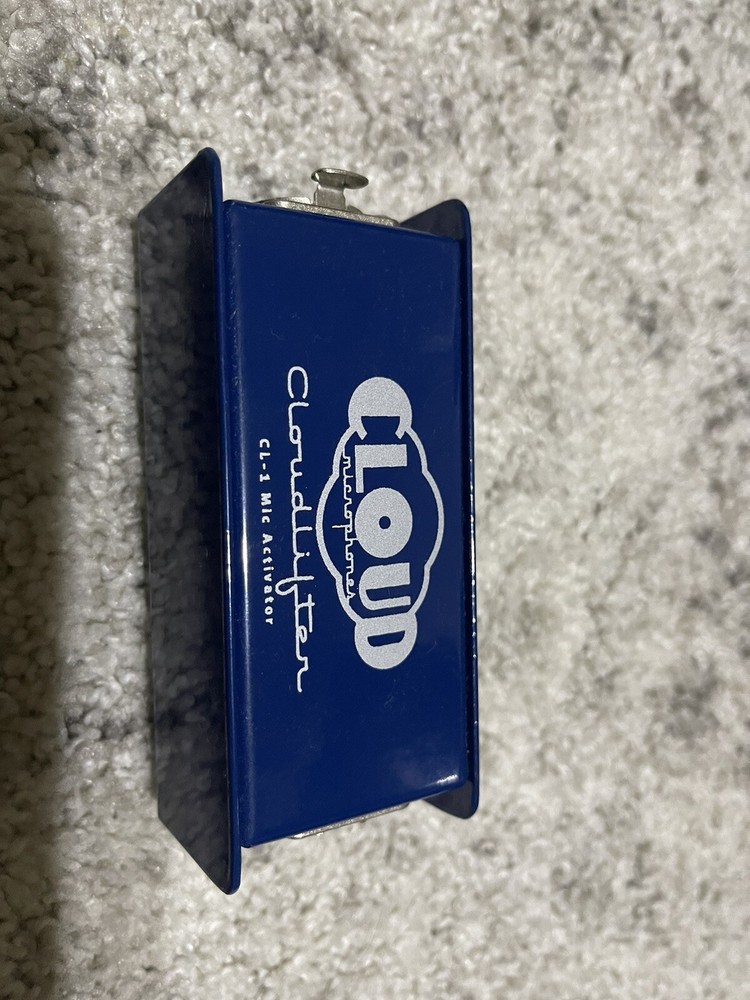 CLOUD
microphones
Cloudlifter
CL-1 Mic Activator